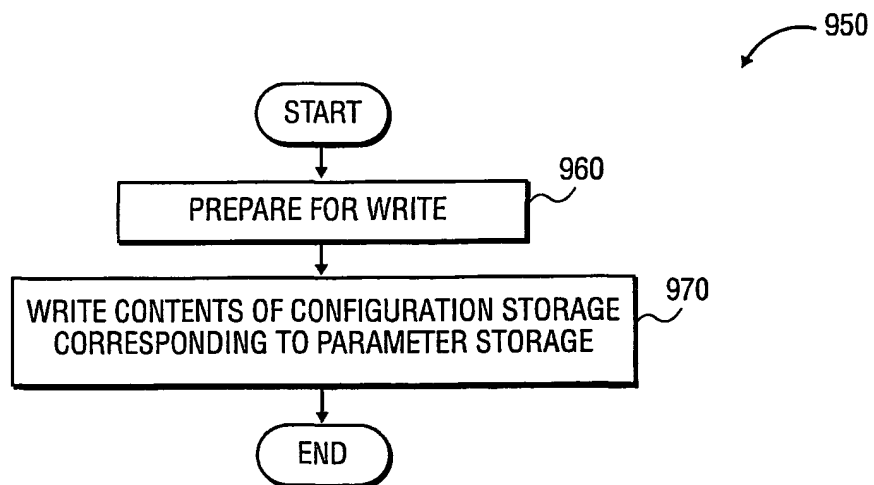 950
START
960
PREPARE FOR WRITE
970
WRITE CONTENTS OF CONFIGURATION STORAGE
CORRESPONDING TO PARAMETER STORAGE
END